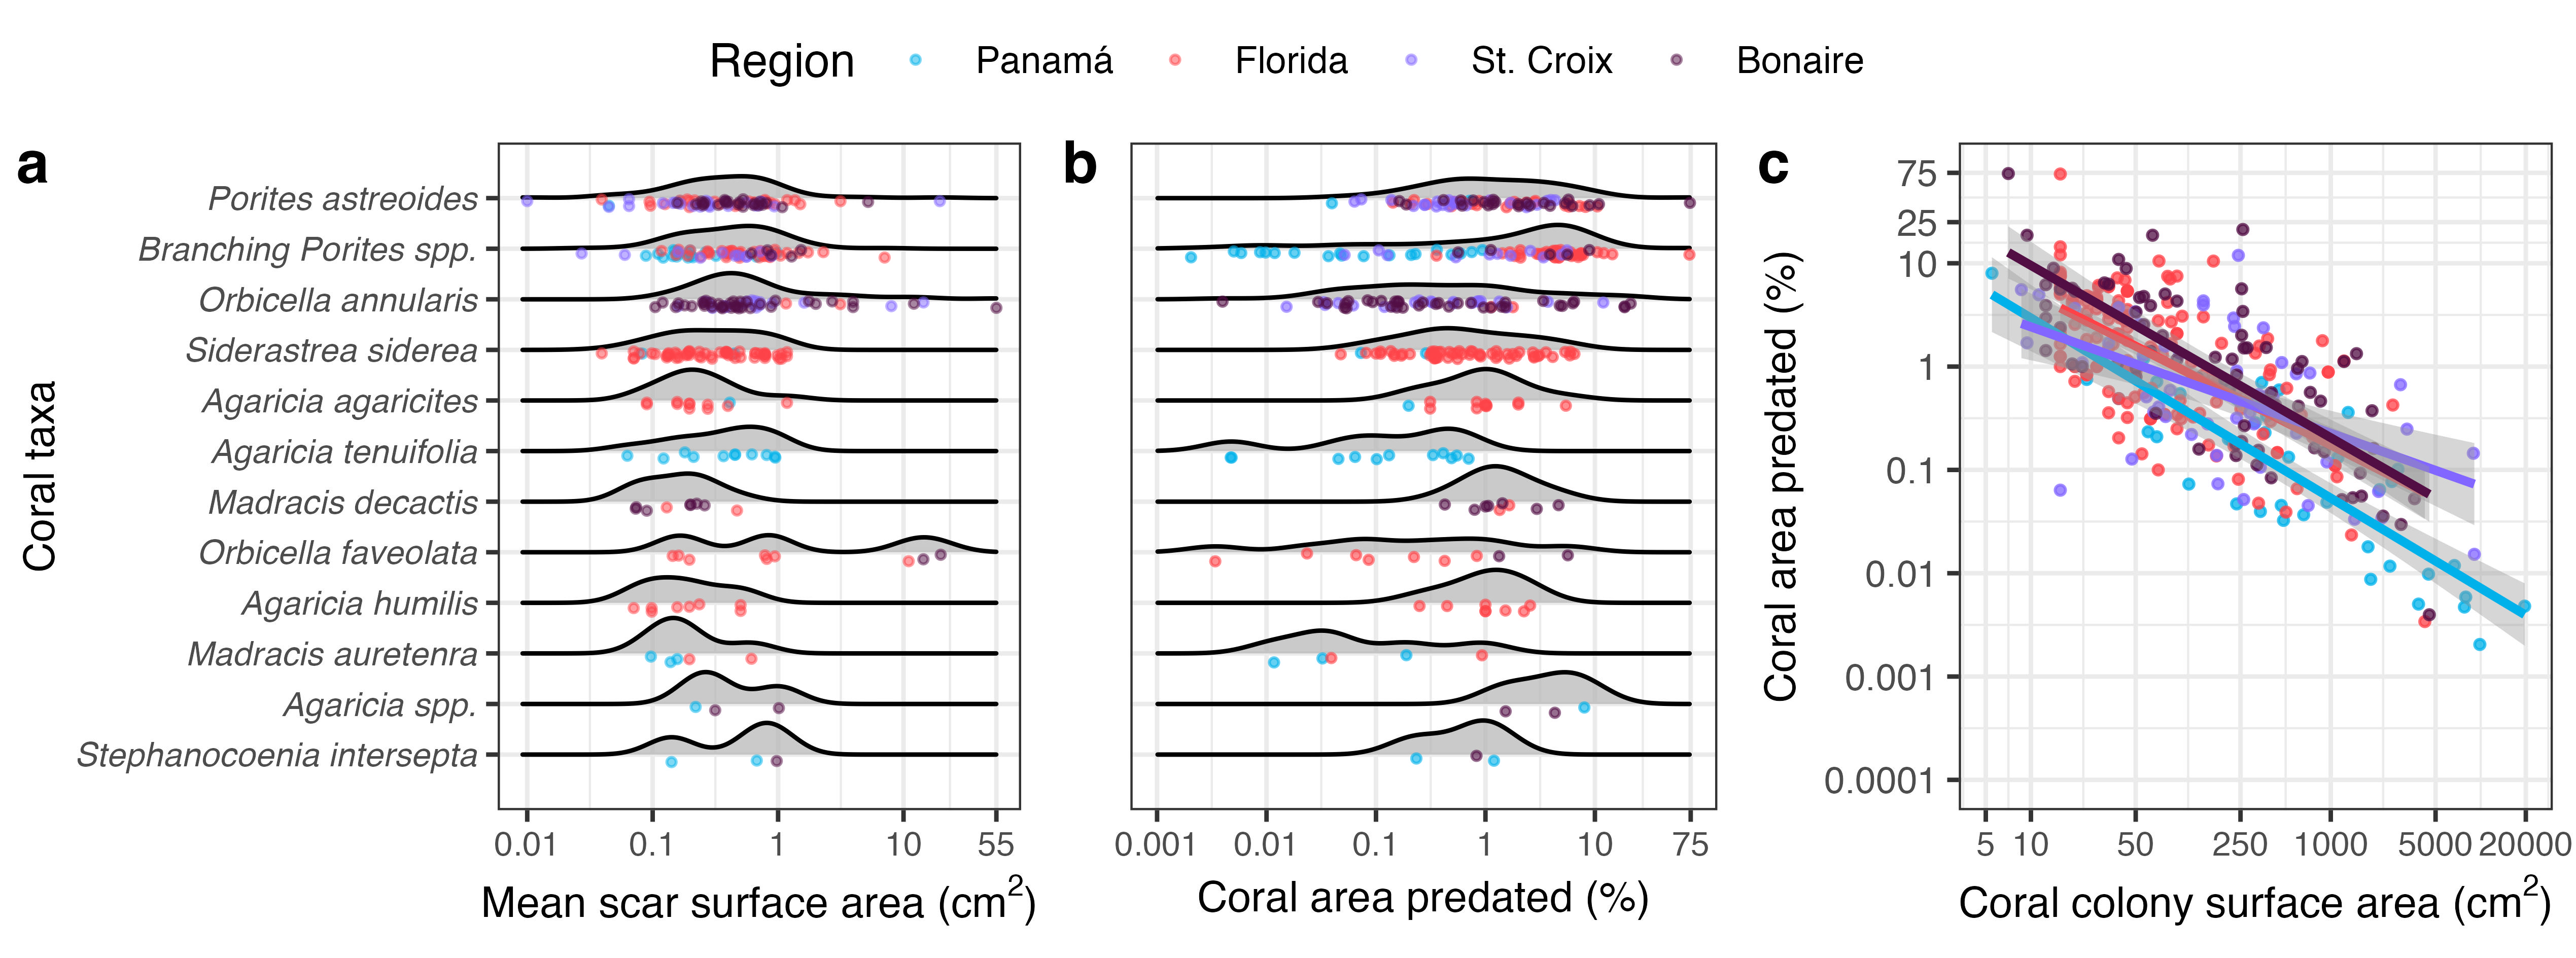 Region Panamá Florida St. Croix Bonaire
a
Coral taxa
Porites astreoides
Branching Porites spp.
Orbicella annularis
Siderastrea siderea
Agaricia agaricites
Agaricia tenuifolia
Madracis decactis
Orbicella faveolata
Agaricia humilis
Madracis auretenra
Agaricia spp.
Stephanocoenia intersepta
0.01 0.1 1 10 55
Mean scar surface area (cm²)
b
0.001 0.01 0.1 1 10 75
Coral area predated (%)
c
Coral area predated (%)
75
25
10
1
0.1
0.01
0.001
0.0001
5 10 50 250 1000 5000 20000
Coral colony surface area (cm²)